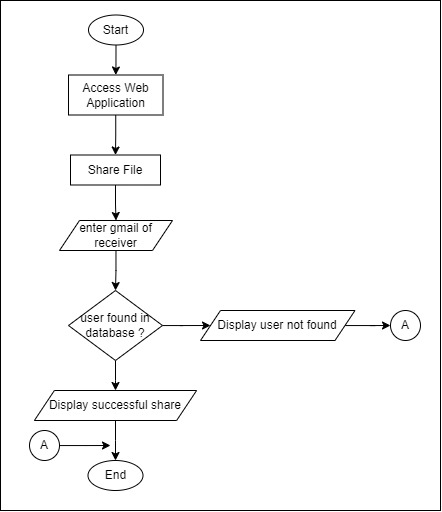 Start
Access Web
Application
Share File
enter gmail of
receiver
user found in
database ?
Display user not found
A
Display successful share
A
End